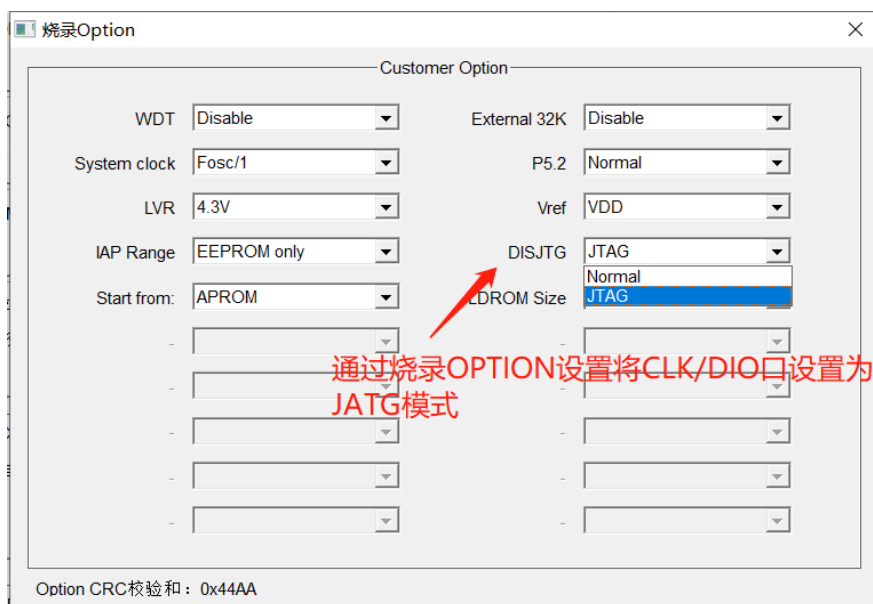 烧录Option
Customer Option
WDT Disable External 32K Disable
System clock Fosc/1 P5.2 Normal
LVR 4.3V Vref VDD
IAP Range EEPROM only DISJTG JTAG
Normal
Start from: APROM LDROM Size JTAG
- -
通过烧录OPTION设置将CLK/DIO口设置为
JATG模式
- -
- -
- -
- -
Option CRC校验和：0x44AA